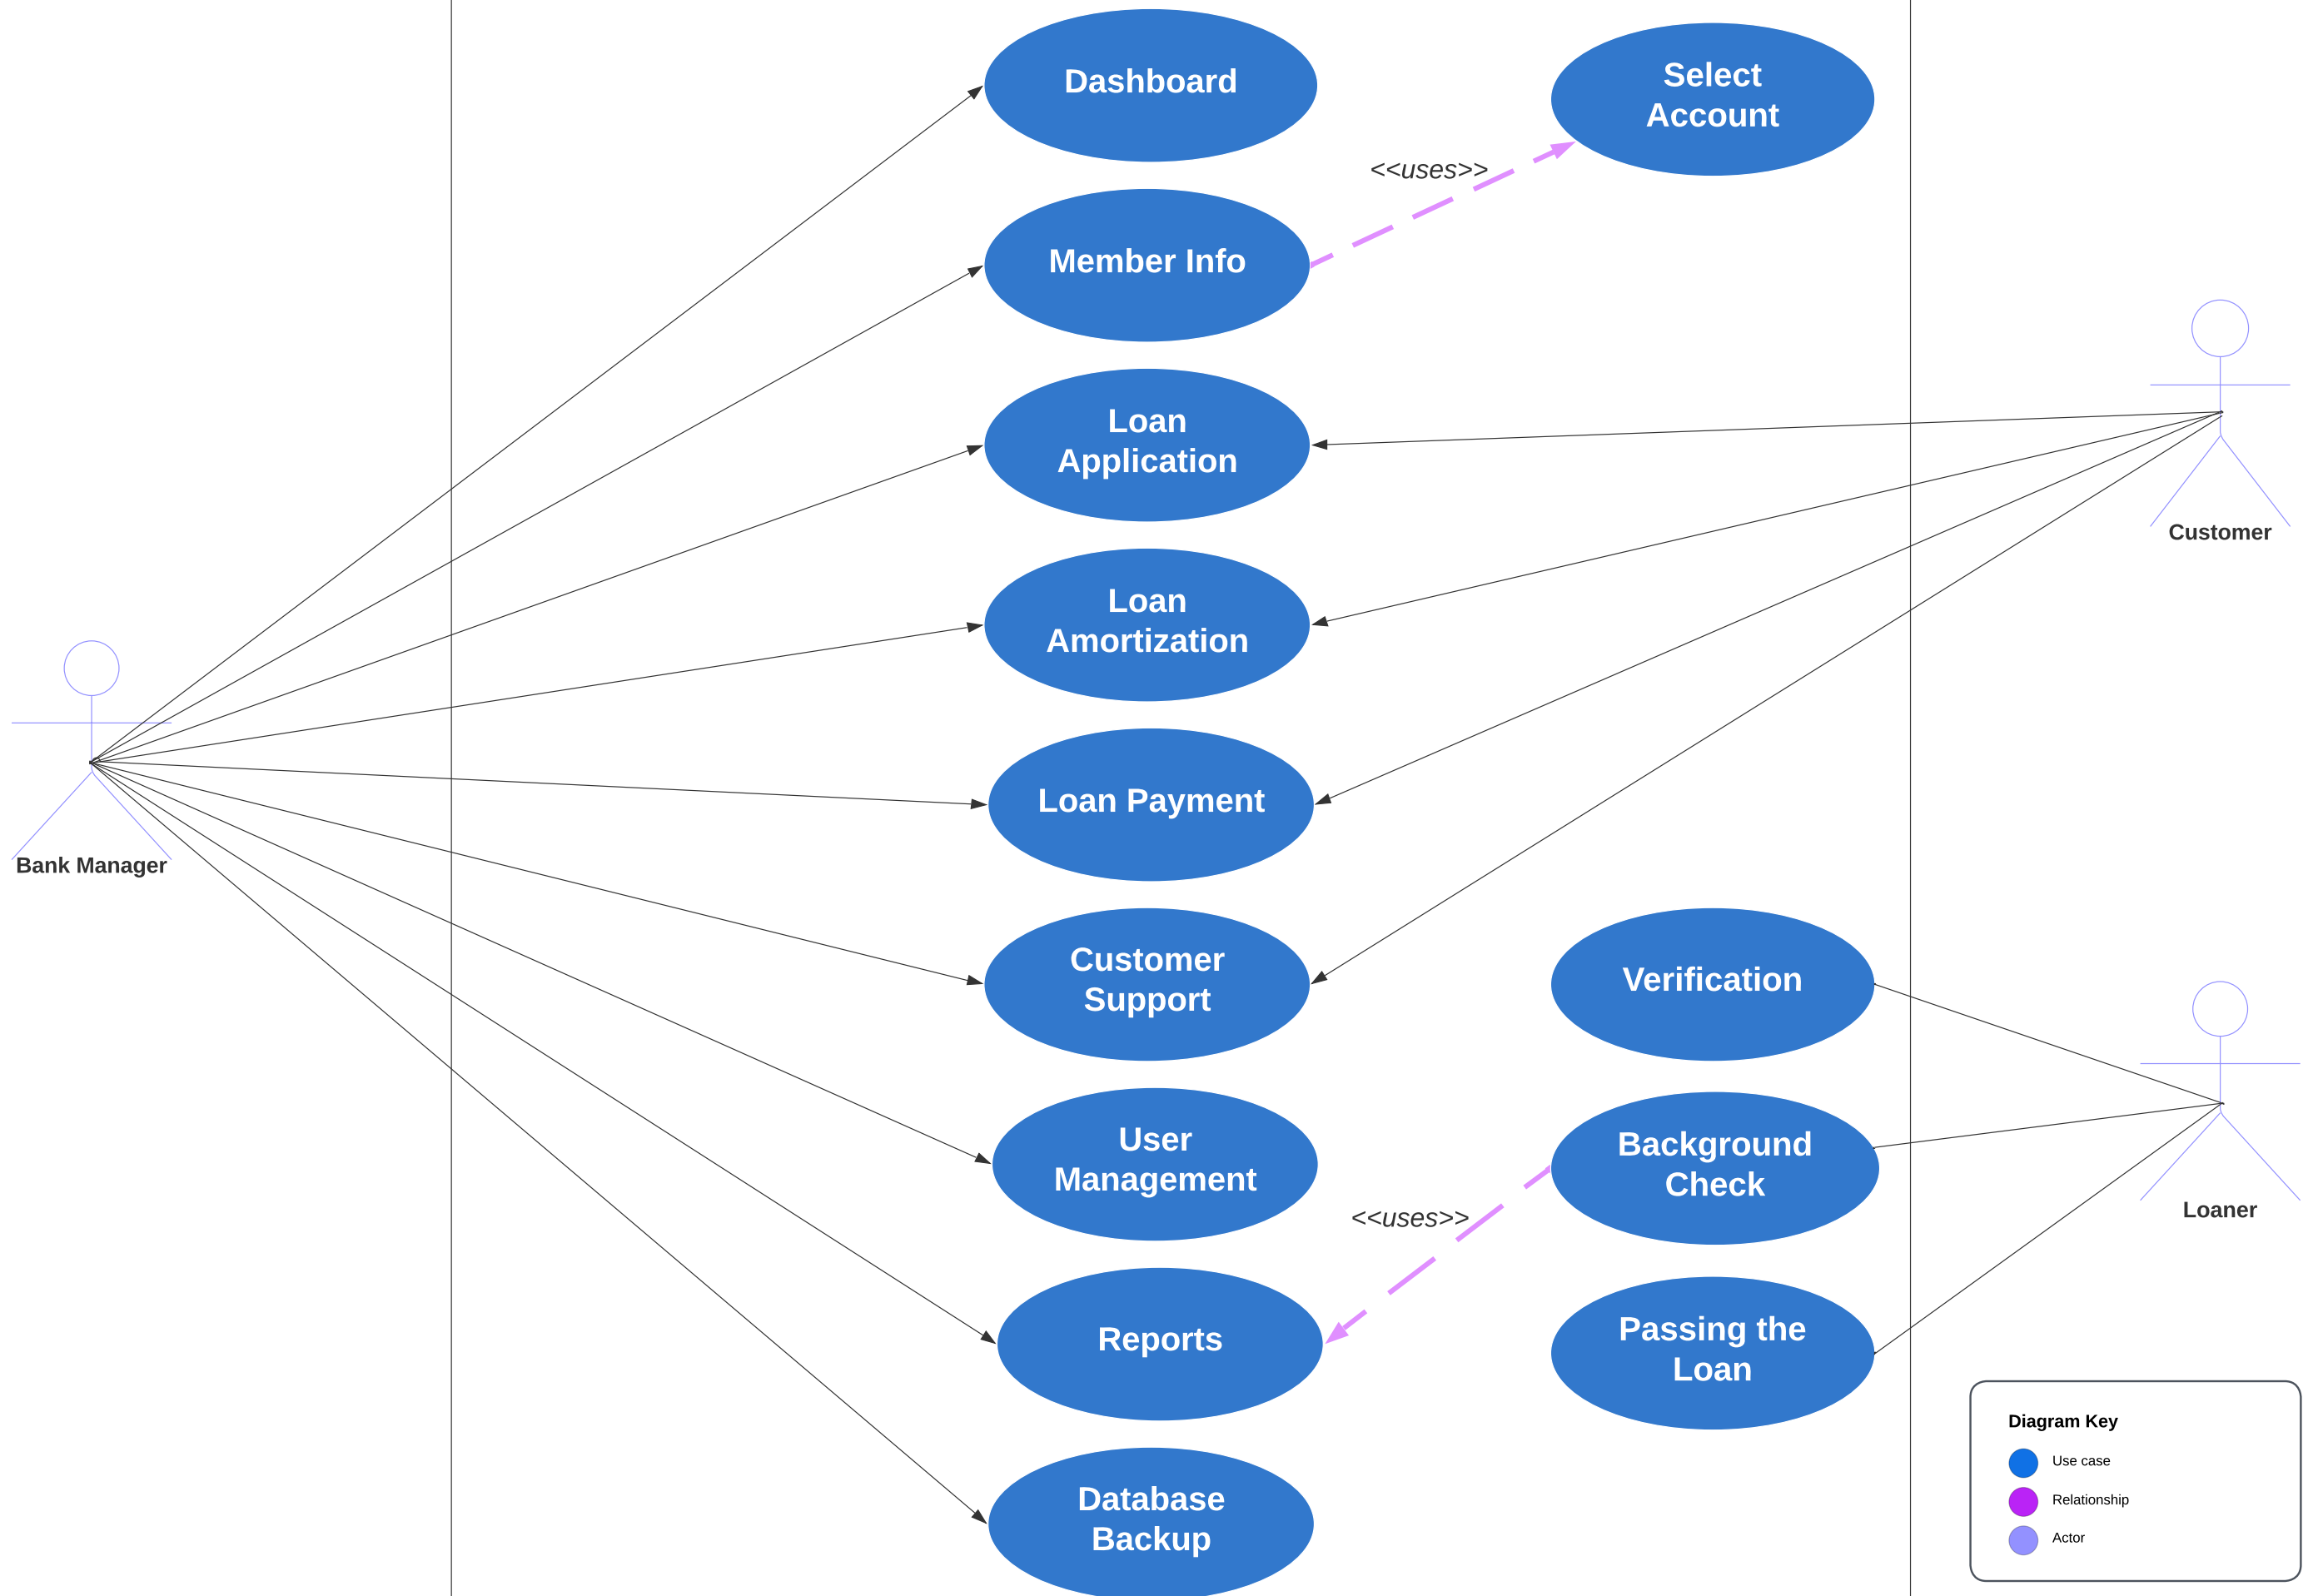 Dashboard
Select
Account
<<uses>>
Member Info
Loan
Application
Customer
Loan
Amortization
Loan Payment
Bank Manager
Customer
Support
Verification
User
Management
Background
Check
<<uses>>
Loaner
Reports
Passing the
Loan
Diagram Key
Use case
Relationship
Actor
Database
Backup